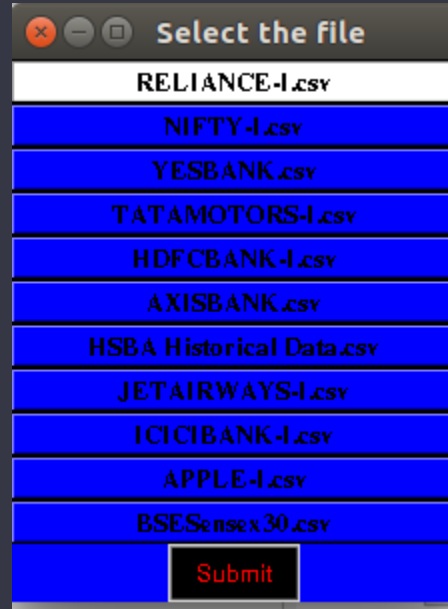 Select the file
RELIANCE-I.csv
NIFTY-I.csv
YESBANK.csv
TATAMOTORS-I.csv
HDFCBANK-I.csv
AXISBANK.csv
HSBA Historical Data.csv
JETAIRWAYS-I.csv
ICICIBANK-I.csv
APPLE-I.csv
BSESensex30.csv
Submit